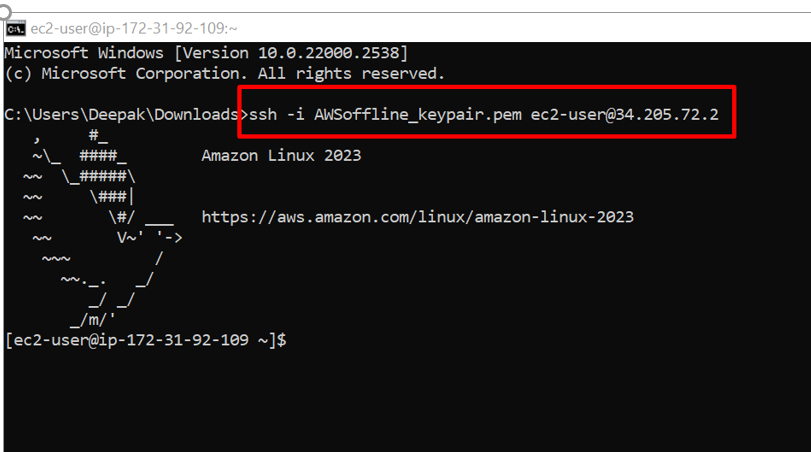 ec2-user@ip-172-31-92-109:~
Microsoft Windows [Version 10.0.22000.2538]
(c) Microsoft Corporation. All rights reserved.
C:\Users\Deepak\Downloads>ssh -i AWSoffline_keypair.pem ec2-user@34.205.72.2
   ,     #_
   ~\_  ####_        Amazon Linux 2023
  ~~  \_#####\
  ~~     \###|
  ~~       \#/ ___   https://aws.amazon.com/linux/amazon-linux-2023
   ~~       V~' '->
    ~~~         /
      ~~._.   _/
         _/ _/
       _/m/'
[ec2-user@ip-172-31-92-109 ~]$